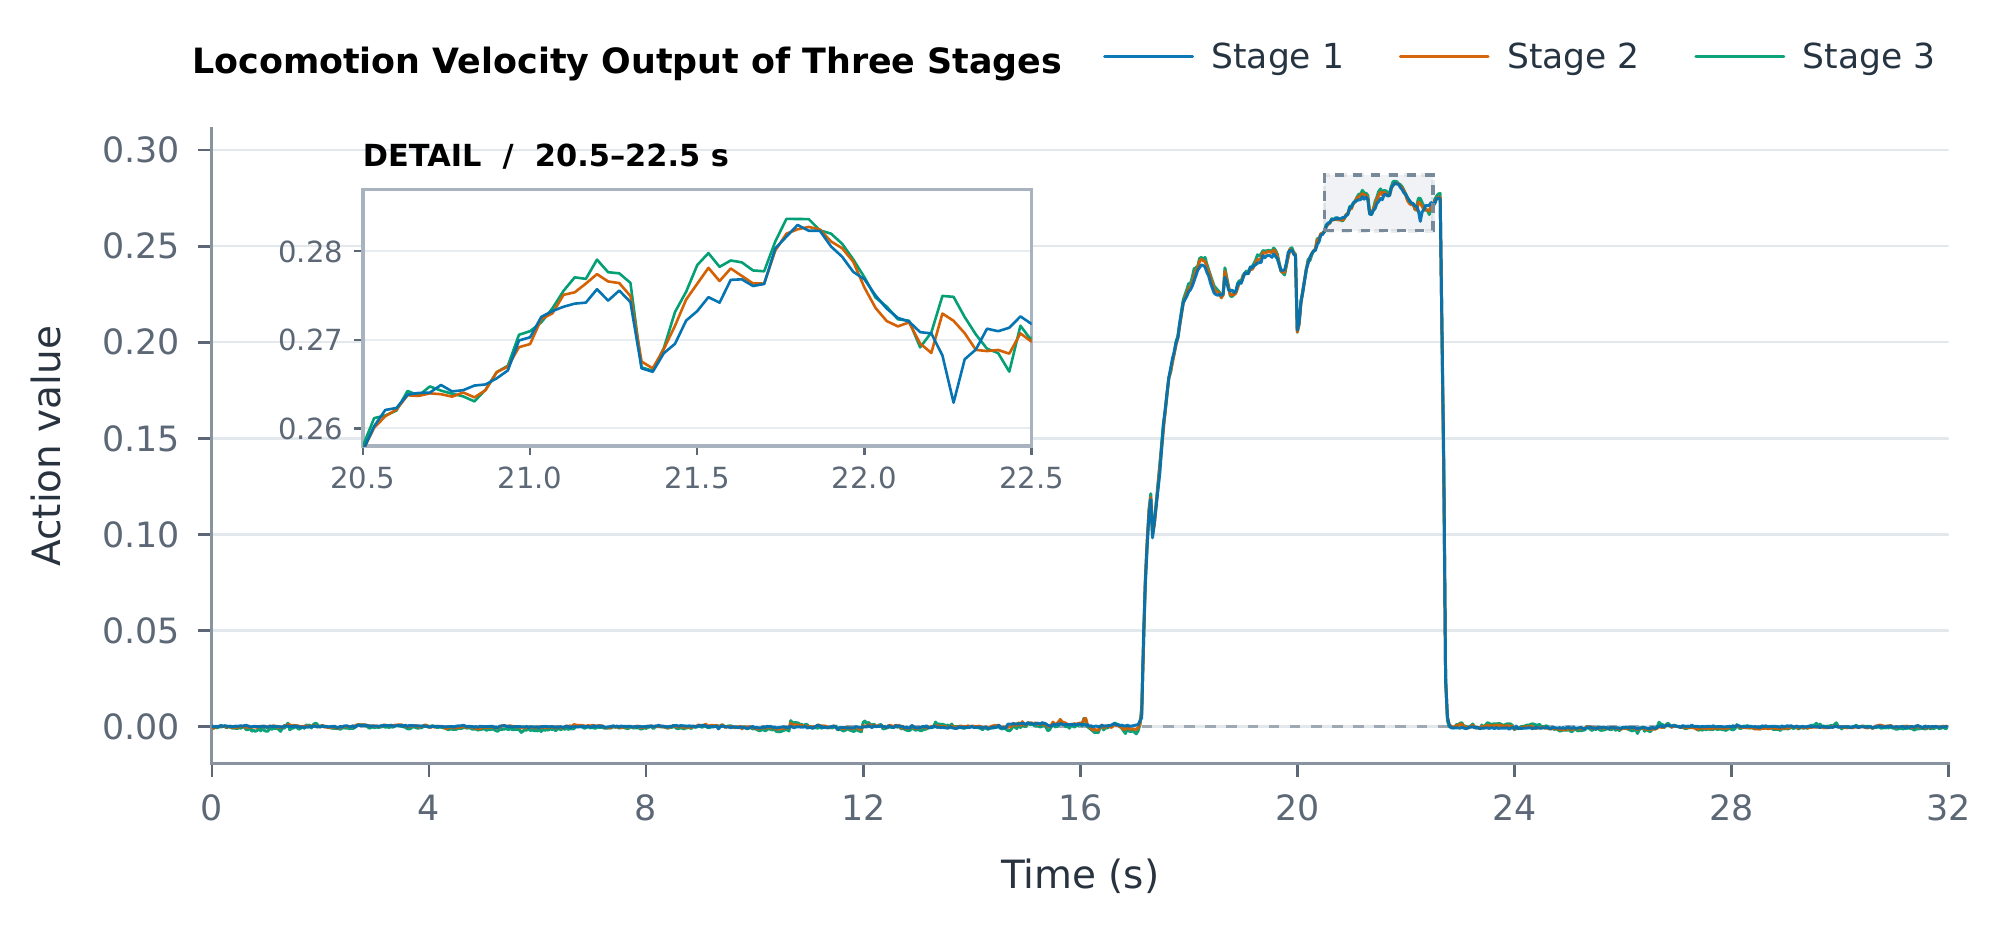 Locomotion Velocity Output of Three Stages
Stage 1 Stage 2 Stage 3
DETAIL / 20.5–22.5 s
0.30
0.25
0.20
0.15
0.10
0.05
0.00
0.28
0.27
0.26
20.5 21.0 21.5 22.0 22.5
Action value
0 4 8 12 16 20 24 28 32
Time (s)